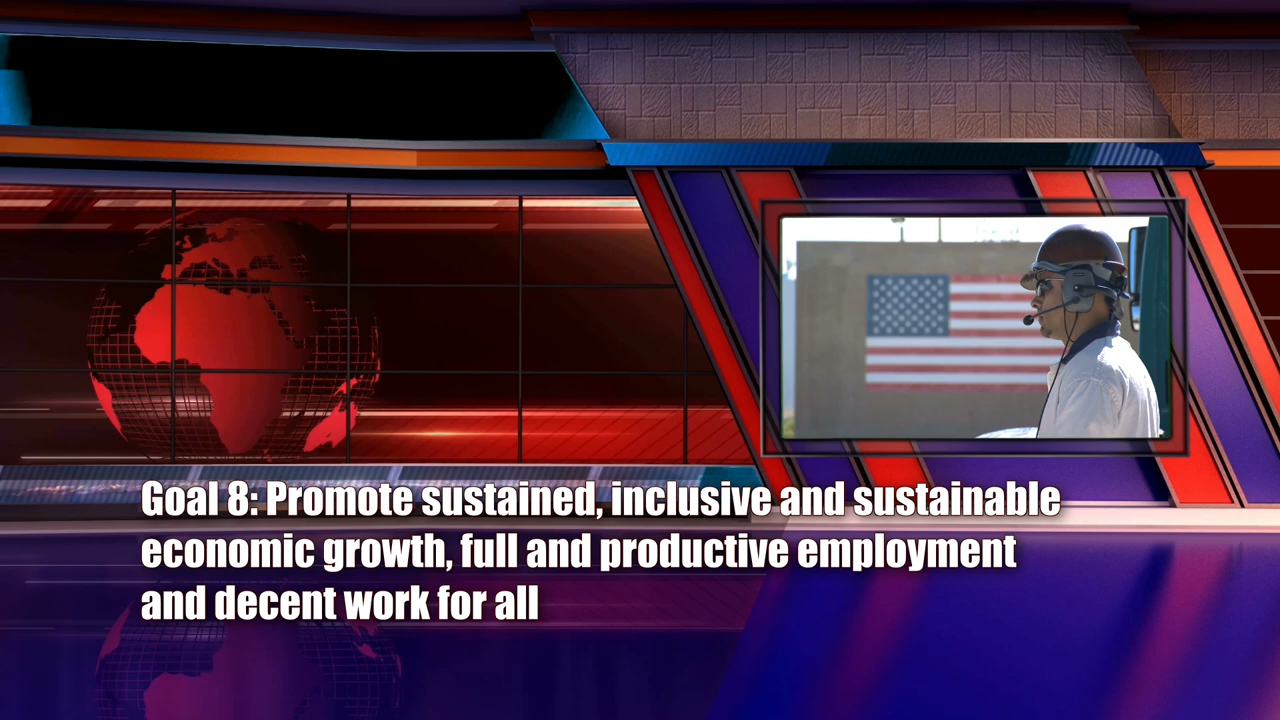 Goal 8: Promote sustained, inclusive and sustainable
economic growth, full and productive employment
and decent work for all